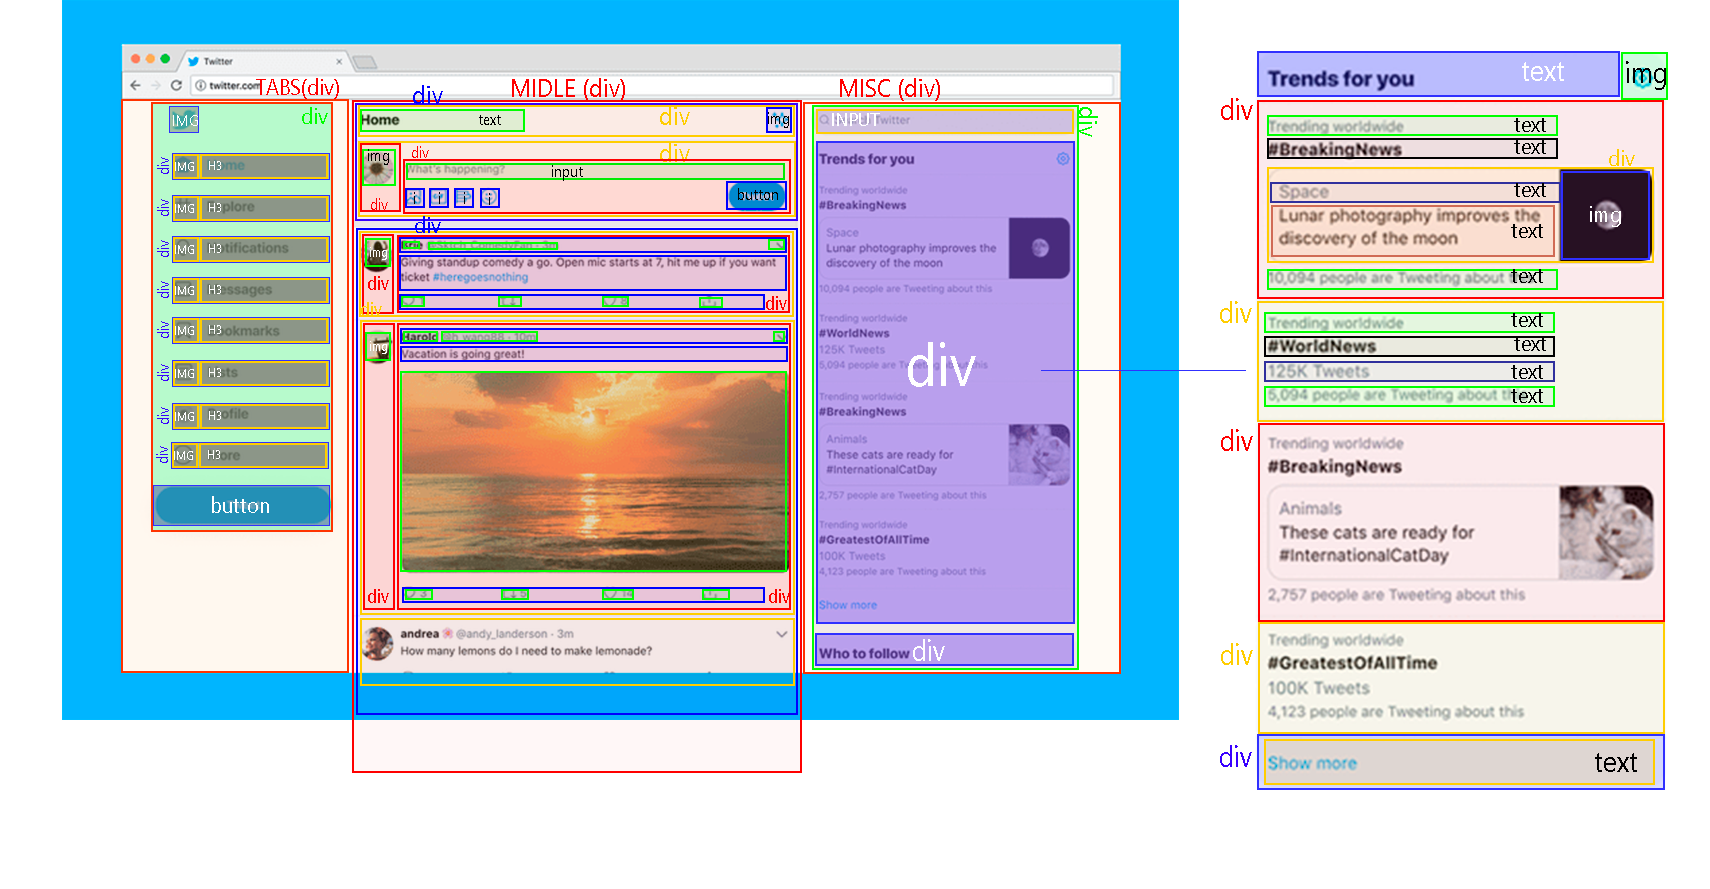 Twitter
twitter.com
TABS(div)
MIDLE (div)
MISC (div)
IMG
div
div
IMG
H3
div
IMG
H3
div
IMG
H3
div
IMG
H3
div
IMG
H3
div
IMG
H3
div
IMG
H3
div
IMG
H3
button
div
Home
text
div
img
div
img
div
div
What's happening?
input
i
i
i
i
button
div
img
div
div
Giving standup comedy a go. Open mic starts at 7, hit me up if you want
ticket #heregoesnothing
div
img
div
Harold
Vacation is going great!
div
andrea @andy_landerson · 3m
How many lemons do I need to make lemonade?
INPUT
Twitter
div
Trends for you
Trending worldwide
#BreakingNews
Space
Lunar photography improves the
discovery of the moon
10,094 people are Tweeting about this
Trending worldwide
#WorldNews
125K Tweets
5,094 people are Tweeting about this
div
Trending worldwide
#BreakingNews
Animals
These cats are ready for
#InternationalCatDay
2,757 people are Tweeting about this
Trending worldwide
#GreatestOfAllTime
100K Tweets
4,123 people are Tweeting about this
Show more
Who to follow
div
Trends for you
text
img
div
Trending worldwide
text
#BreakingNews
text
div
Space
text
Lunar photography improves the
discovery of the moon
text
img
10,094 people are Tweeting about this
text
div
Trending worldwide
text
#WorldNews
text
125K Tweets
text
5,094 people are Tweeting about
text
div
Trending worldwide
#BreakingNews
Animals
These cats are ready for
#InternationalCatDay
2,757 people are Tweeting about this
div
Trending worldwide
#GreatestOfAllTime
100K Tweets
4,123 people are Tweeting about this
div
Show more
text